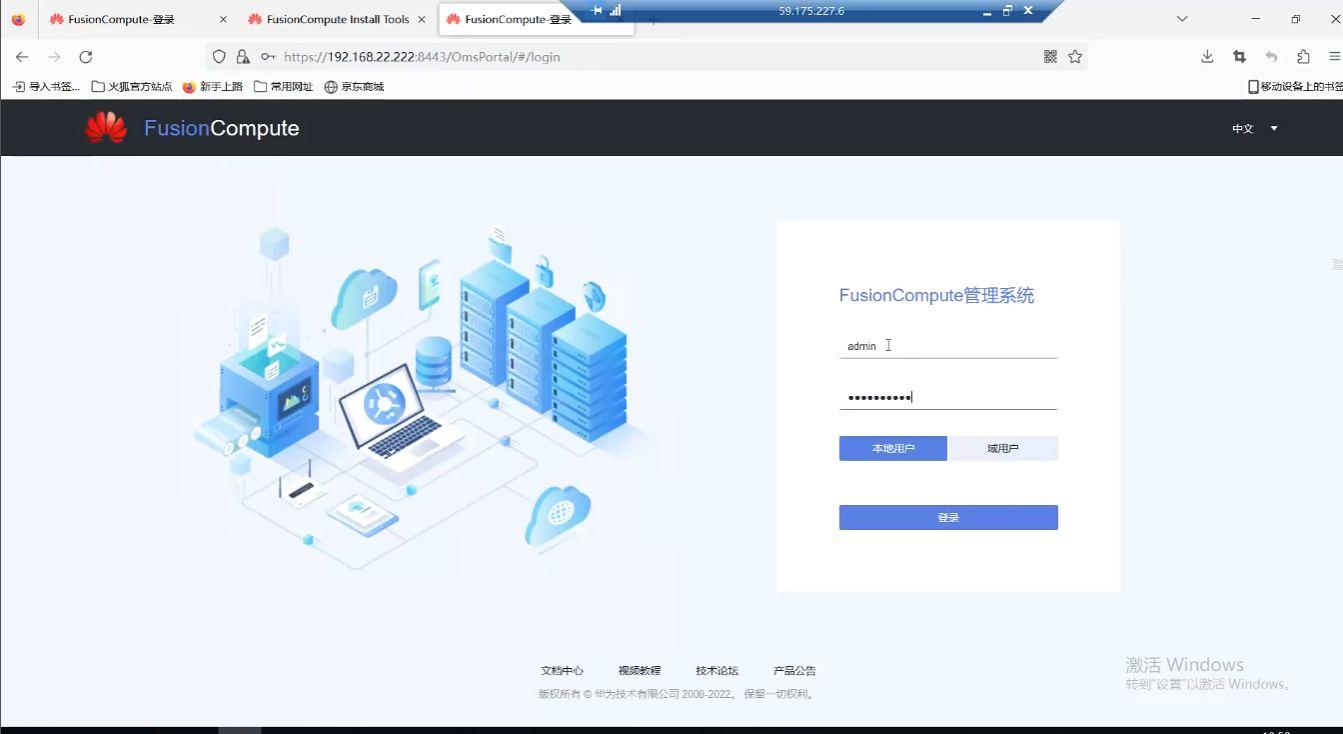 FusionCompute-登录
FusionCompute Install Tools
FusionCompute-登录
59.175.227.6
https://192.168.22.222:8443/OmsPortal/#/login
导入书签...
火狐官方站点
新手上路
常用网址
京东商城
移动设备上的书签
FusionCompute
中文
FusionCompute管理系统
admin
本地用户
域用户
登录
文档中心
视频教程
技术论坛
产品公告
版权所有 © 华为技术有限公司 2008-2022。 保留一切权利。
激活 Windows
转到"设置"以激活 Windows。